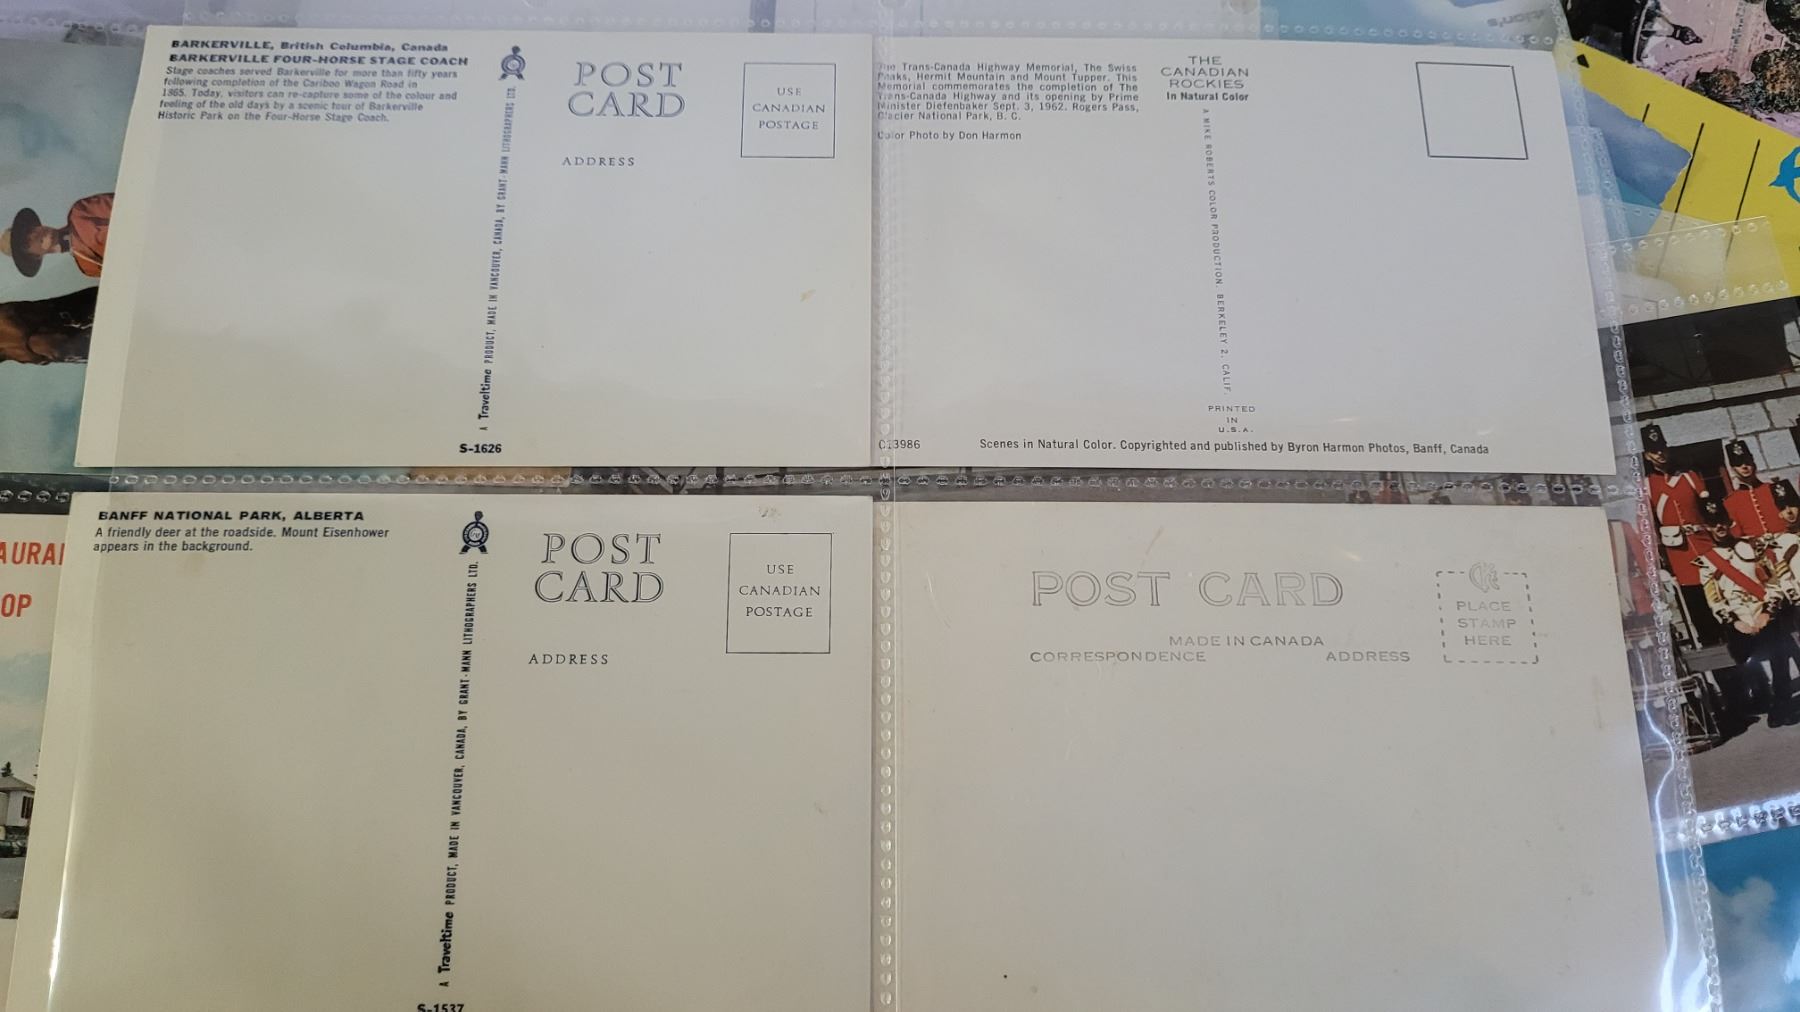 BARKERVILLE, British Columbia, Canada
BARKERVILLE FOUR-HORSE STAGE COACH
Stage coaches served Barkerville for more than fifty years
following completion of the Cariboo Wagon Road in
1865. Today, visitors can re-capture some of the colour and
feeling of the old days by a scenic tour of Barkerville
Historic Park on the Four-Horse Stage Coach.
A Traveltime PRODUCT, MADE IN VANCOUVER, CANADA, BY GRANT-MANN LITHOGRAPHERS LTD.
S-1626
POST
CARD
ADDRESS
USE
CANADIAN
POSTAGE
The Trans-Canada Highway Memorial, The Swiss
Peaks, Hermit Mountain and Mount Tupper. This
Memorial commemorates the completion of The
Trans-Canada Highway and its opening by Prime
Minister Diefenbaker Sept. 3, 1962. Rogers Pass,
Glacier National Park, B. C.
Color Photo by Don Harmon
THE
CANADIAN
ROCKIES
In Natural Color
A MIKE ROBERTS COLOR PRODUCTION. BERKELEY 2, CALIF.
PRINTED
IN
U.S.A.
C13986
Scenes in Natural Color. Copyrighted and published by Byron Harmon Photos, Banff, Canada
BANFF NATIONAL PARK, ALBERTA
A friendly deer at the roadside. Mount Eisenhower
appears in the background.
A Traveltime PRODUCT, MADE IN VANCOUVER, CANADA, BY GRANT-MANN LITHOGRAPHERS LTD.
S-1537
POST
CARD
ADDRESS
USE
CANADIAN
POSTAGE
POST CARD
MADE IN CANADA
CORRESPONDENCE ADDRESS
PLACE
STAMP
HERE
AURA
OP